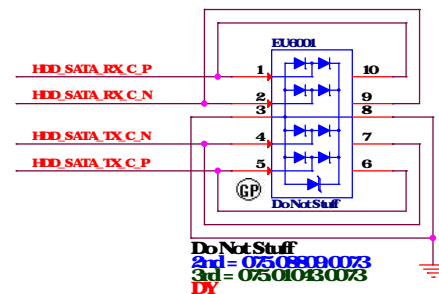 EU6001
HDD_SATA_RX_C_P
1
10
HDD_SATA_RX_C_N
2
9
3
8
HDD_SATA_TX_C_N
4
7
HDD_SATA_TX_C_P
5
6
GP
Do Not Stuff
Do Not Stuff
2nd = 075.08809.0073
3rd = 075.01043.0073
DY